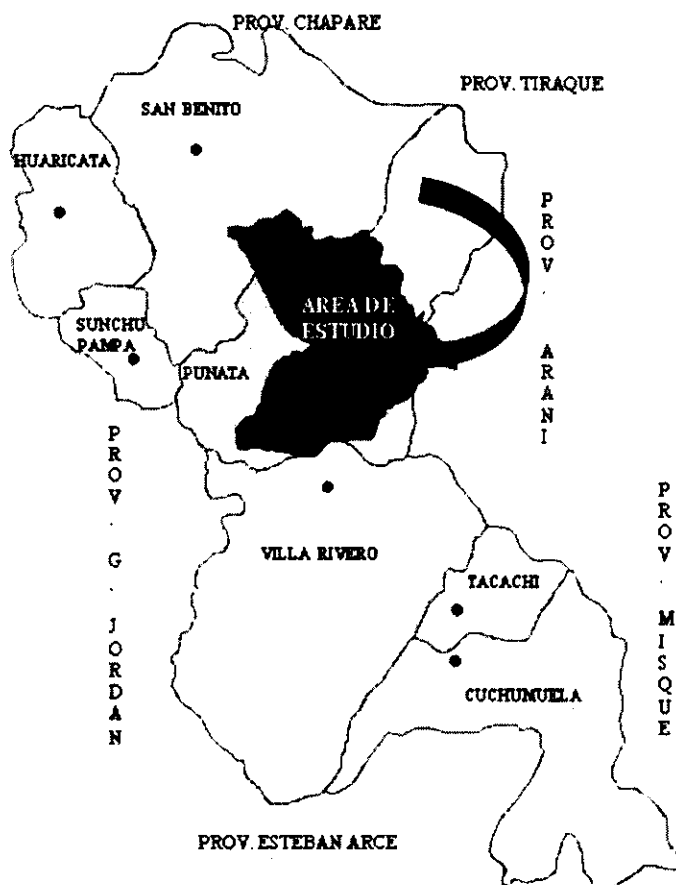 PROV. CHAPARE
PROV. TIRAQUE
SAN BENITO
HUARICATA
PROV. ARANI
AREA DE
ESTUDIO
SUNCHU
PAMPA
PUNATA
PROV. G. JORDAN
VILLA RIVERO
PROV. MISQUE
TACACHI
CUCHUMUELA
PROV. ESTEBAN ARCE